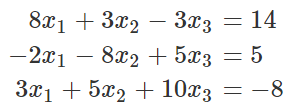 8x₁ + 3x₂ − 3x₃ = 14
−2x₁ − 8x₂ + 5x₃ = 5
3x₁ + 5x₂ + 10x₃ = −8